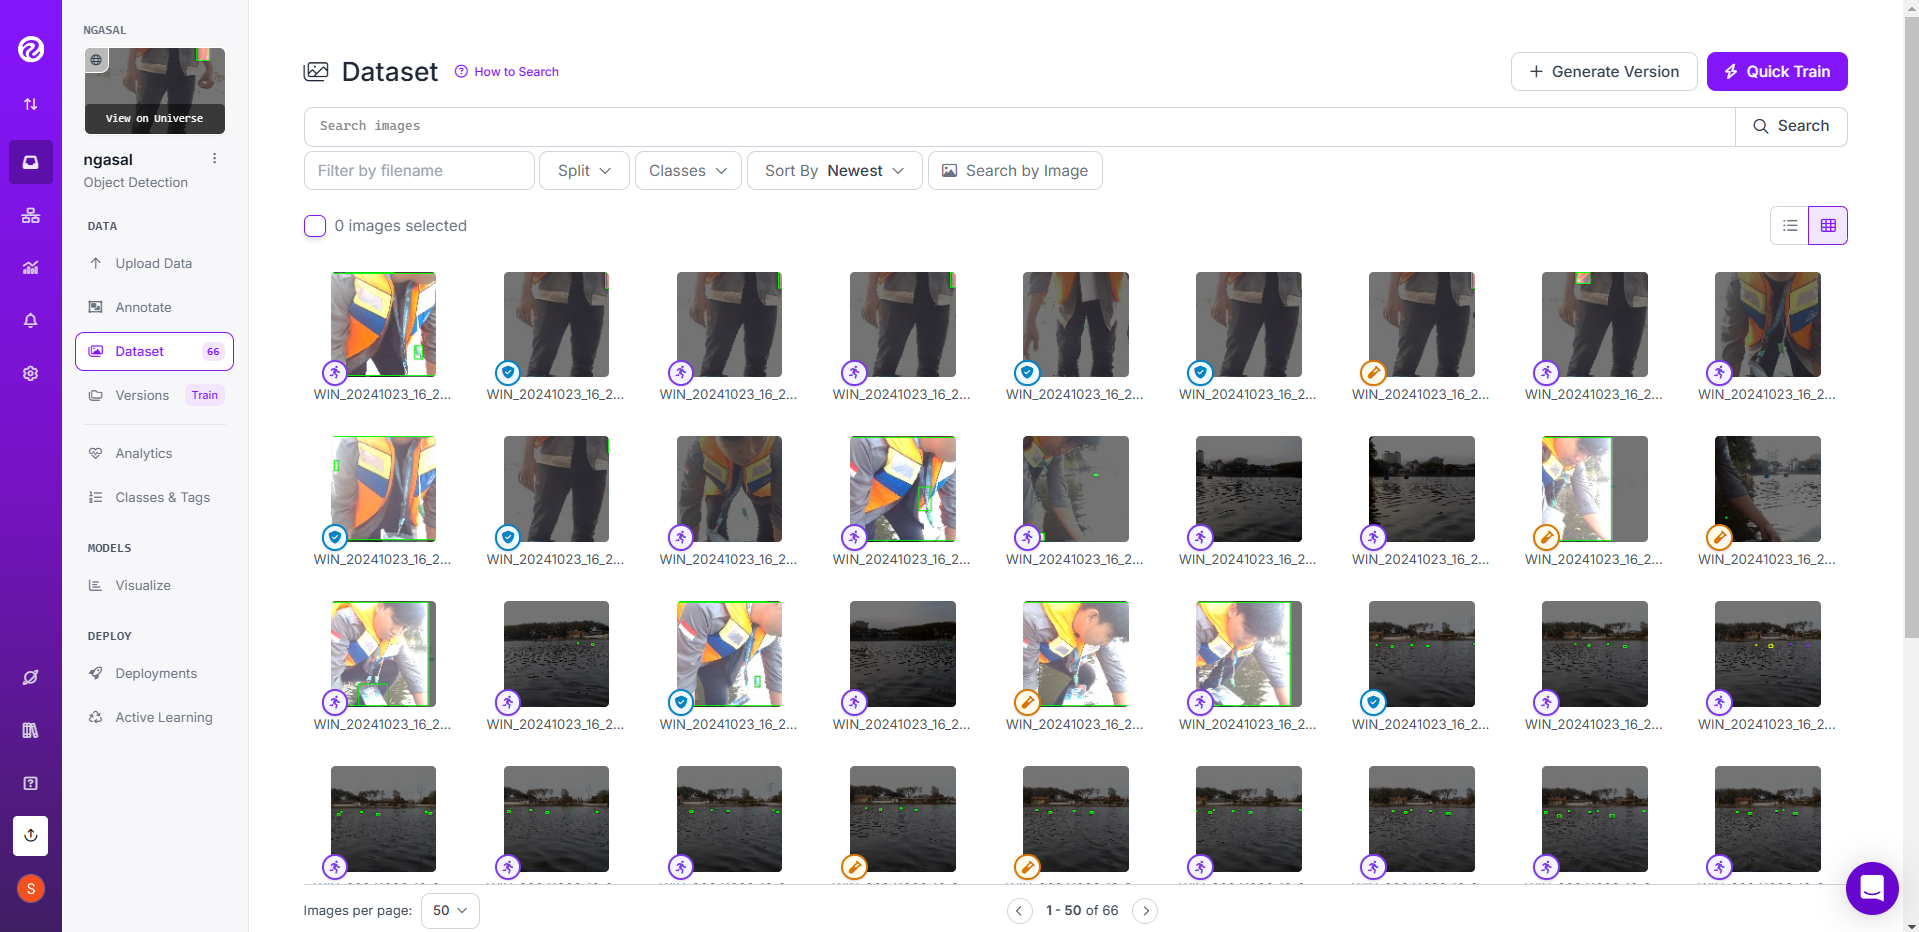 NGASAL
View on Universe
ngasal
Object Detection
DATA
Upload Data
Annotate
Dataset 66
Versions Train
Analytics
Classes & Tags
MODELS
Visualize
DEPLOY
Deployments
Active Learning
S
Dataset How to Search
Generate Version Quick Train
Search images Search
Filter by filename Split Classes Sort By Newest Search by Image
0 images selected
WIN_20241023_16_2... WIN_20241023_16_2... WIN_20241023_16_2... WIN_20241023_16_2... WIN_20241023_16_2... WIN_20241023_16_2... WIN_20241023_16_2... WIN_20241023_16_2... WIN_20241023_16_2...
WIN_20241023_16_2... WIN_20241023_16_2... WIN_20241023_16_2... WIN_20241023_16_2... WIN_20241023_16_2... WIN_20241023_16_2... WIN_20241023_16_2... WIN_20241023_16_2... WIN_20241023_16_2...
WIN_20241023_16_2... WIN_20241023_16_2... WIN_20241023_16_2... WIN_20241023_16_2... WIN_20241023_16_2... WIN_20241023_16_2... WIN_20241023_16_2... WIN_20241023_16_2... WIN_20241023_16_2...
Images per page: 50 1 - 50 of 66